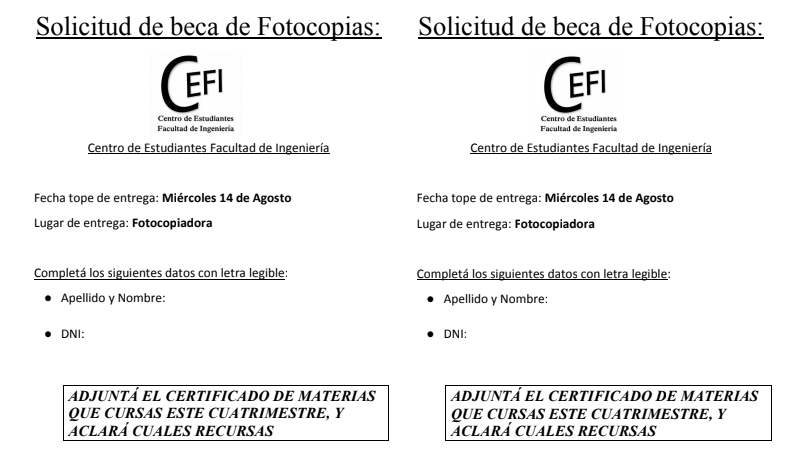 Solicitud de beca de Fotocopias:
CEFI
Centro de Estudiantes
Facultad de Ingeniería
Centro de Estudiantes Facultad de Ingeniería
Fecha tope de entrega: Miércoles 14 de Agosto
Lugar de entrega: Fotocopiadora
Completá los siguientes datos con letra legible:
● Apellido y Nombre:
● DNI:
ADJUNTÁ EL CERTIFICADO DE MATERIAS
QUE CURSAS ESTE CUATRIMESTRE, Y
ACLARÁ CUALES RECURSAS
Solicitud de beca de Fotocopias:
CEFI
Centro de Estudiantes
Facultad de Ingeniería
Centro de Estudiantes Facultad de Ingeniería
Fecha tope de entrega: Miércoles 14 de Agosto
Lugar de entrega: Fotocopiadora
Completá los siguientes datos con letra legible:
● Apellido y Nombre:
● DNI:
ADJUNTÁ EL CERTIFICADO DE MATERIAS
QUE CURSAS ESTE CUATRIMESTRE, Y
ACLARÁ CUALES RECURSAS